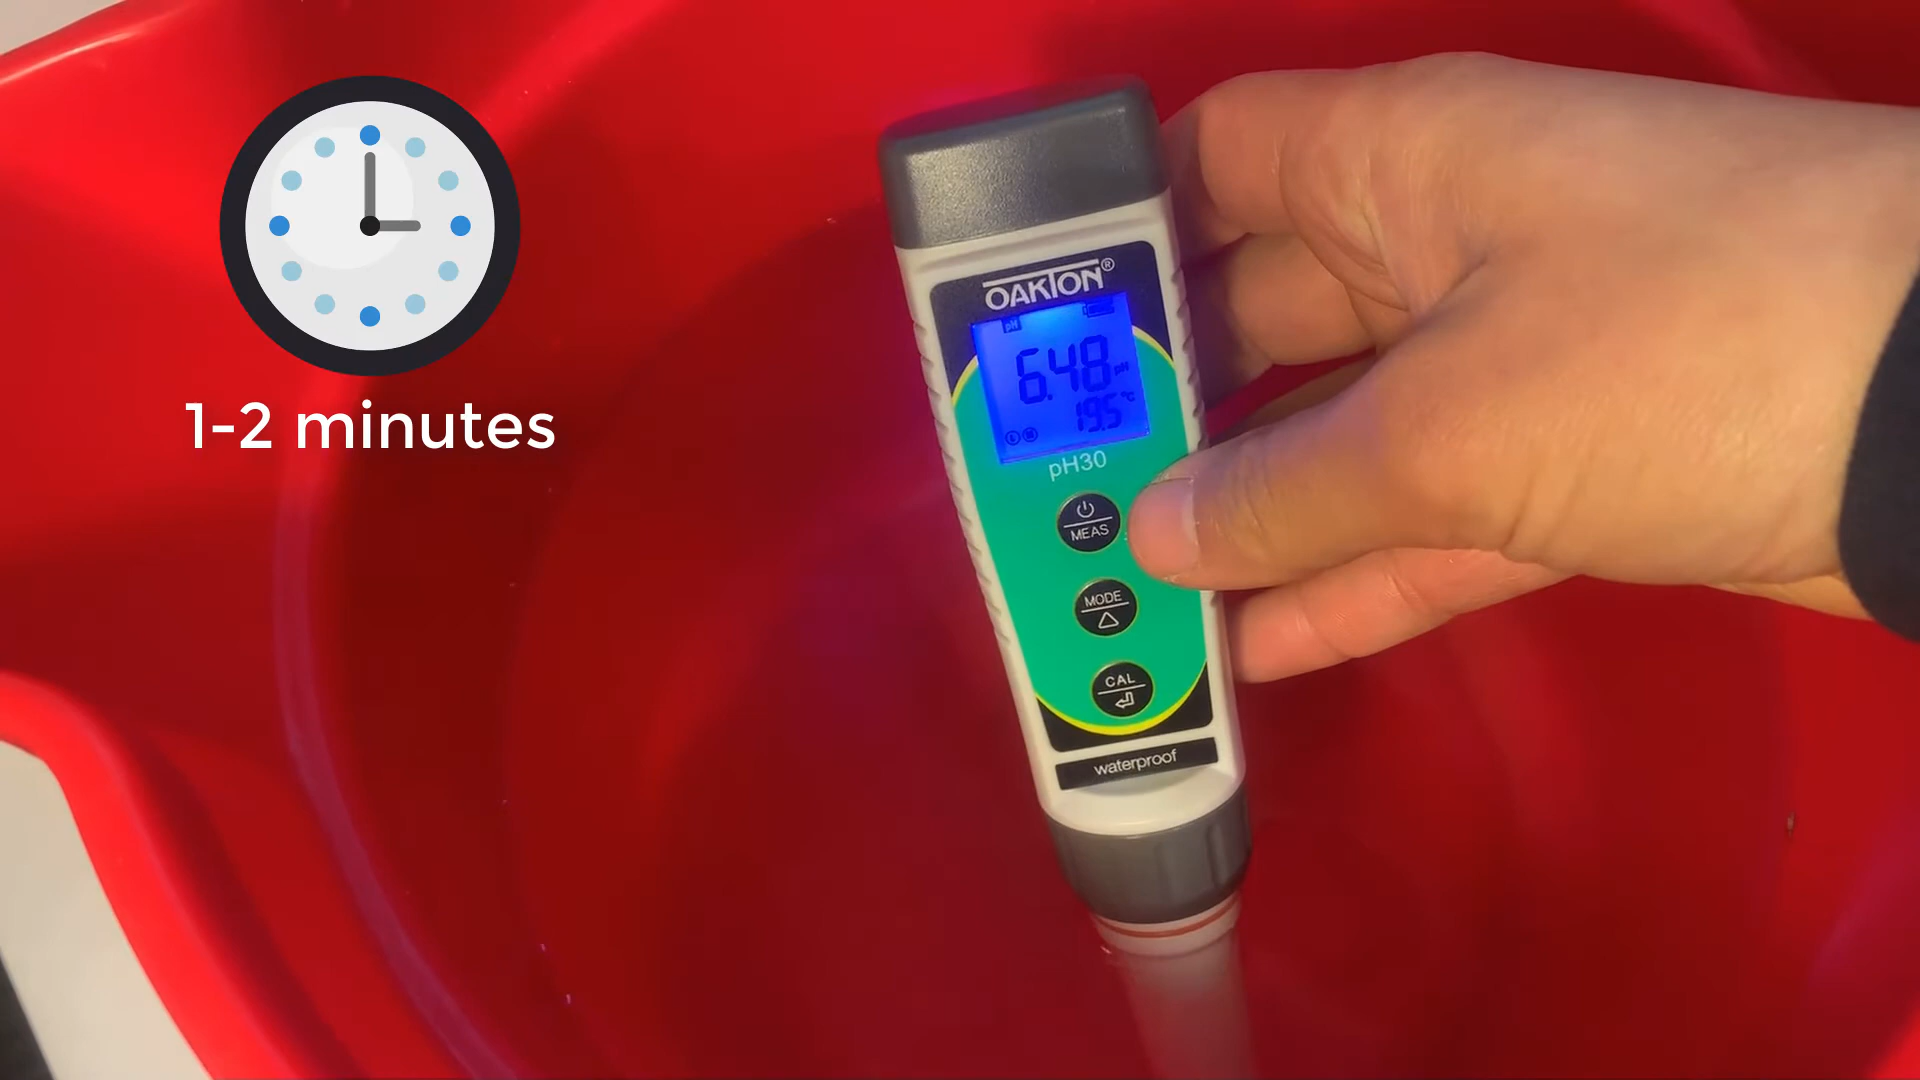 1-2 minutes
OAKTON®
pH
6.48 pH
19.5 °C
pH30
MEAS
MODE
CAL
waterproof